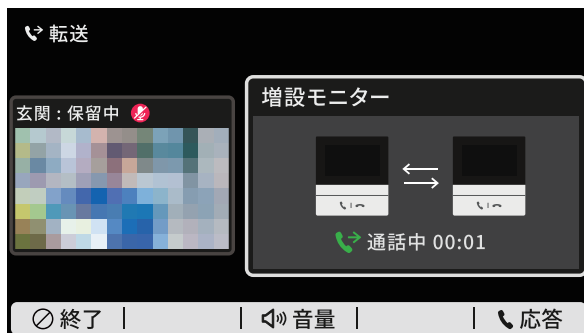 転送
玄関：保留中
増設モニター
通話中 00:01
終了
音量
応答